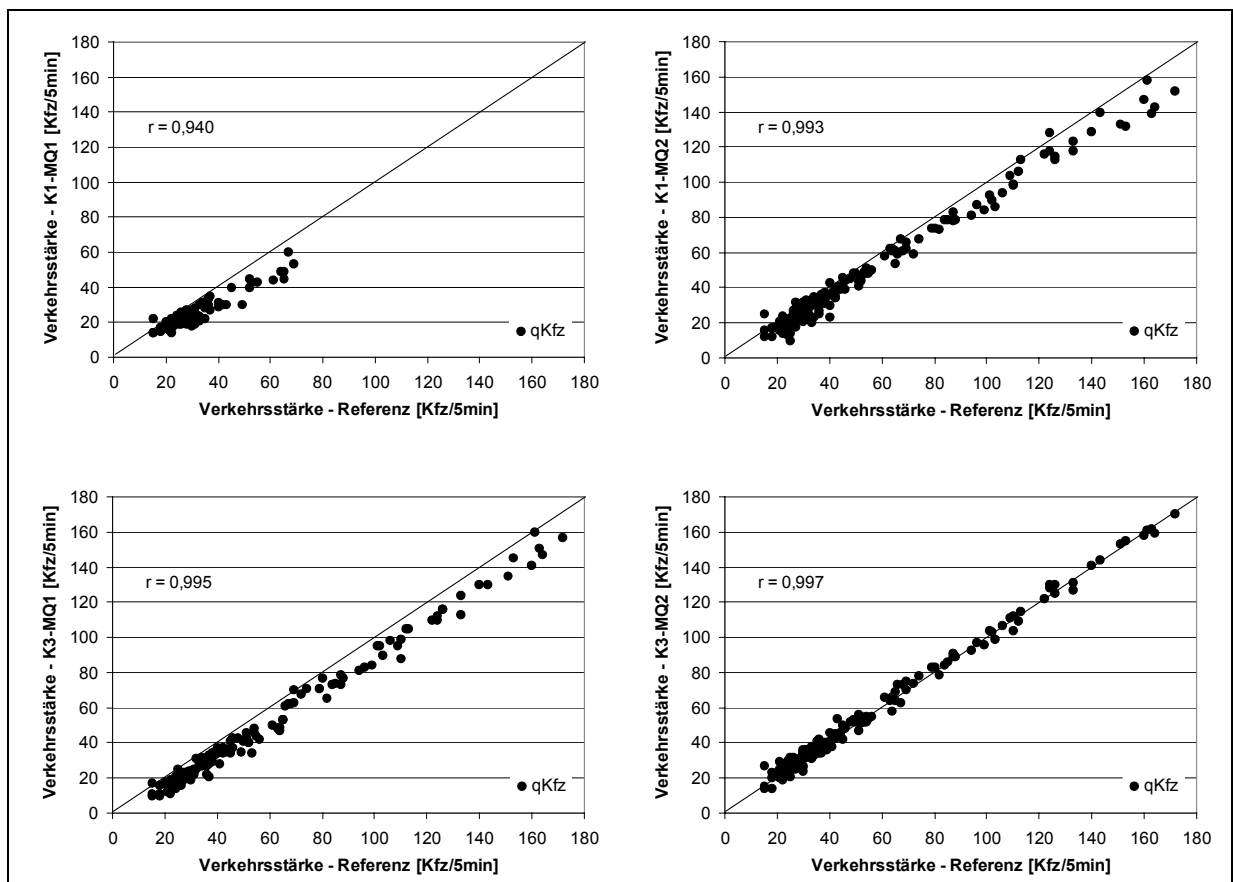 Verkehrsstärke - K1-MQ1 [Kfz/5min]
180
160
140
120
100
80
60
40
20
0
r = 0,940
qKfz
0 20 40 60 80 100 120 140 160 180
Verkehrsstärke - Referenz [Kfz/5min]
Verkehrsstärke - K1-MQ2 [Kfz/5min]
180
160
140
120
100
80
60
40
20
0
r = 0,993
qKfz
0 20 40 60 80 100 120 140 160 180
Verkehrsstärke - Referenz [Kfz/5min]
Verkehrsstärke - K3-MQ1 [Kfz/5min]
180
160
140
120
100
80
60
40
20
0
r = 0,995
qKfz
0 20 40 60 80 100 120 140 160 180
Verkehrsstärke - Referenz [Kfz/5min]
Verkehrsstärke - K3-MQ2 [Kfz/5min]
180
160
140
120
100
80
60
40
20
0
r = 0,997
qKfz
0 20 40 60 80 100 120 140 160 180
Verkehrsstärke - Referenz [Kfz/5min]